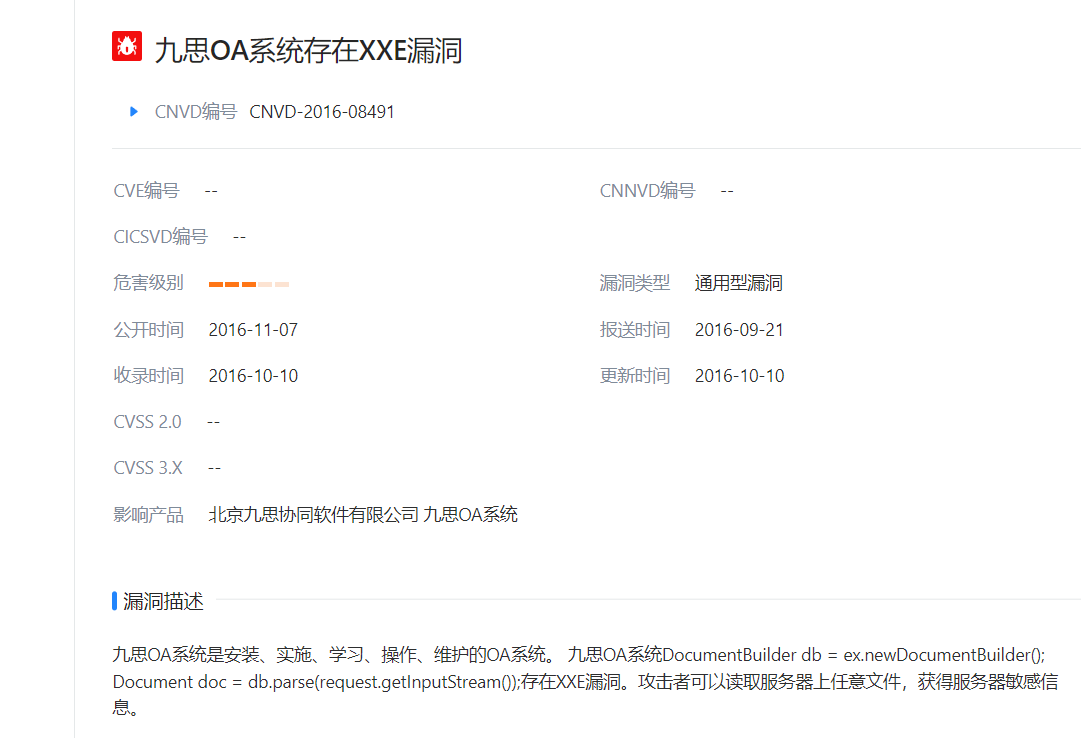 九思OA系统存在XXE漏洞
CNVD编号 CNVD-2016-08491
CVE编号 -- CNNVD编号 --
CICSVD编号 --
危害级别 漏洞类型 通用型漏洞
公开时间 2016-11-07 报送时间 2016-09-21
收录时间 2016-10-10 更新时间 2016-10-10
CVSS 2.0 --
CVSS 3.X --
影响产品 北京九思协同软件有限公司 九思OA系统
漏洞描述
九思OA系统是安装、实施、学习、操作、维护的OA系统。 九思OA系统DocumentBuilder db = ex.newDocumentBuilder();
Document doc = db.parse(request.getInputStream());存在XXE漏洞。攻击者可以读取服务器上任意文件，获得服务器敏感信
息。